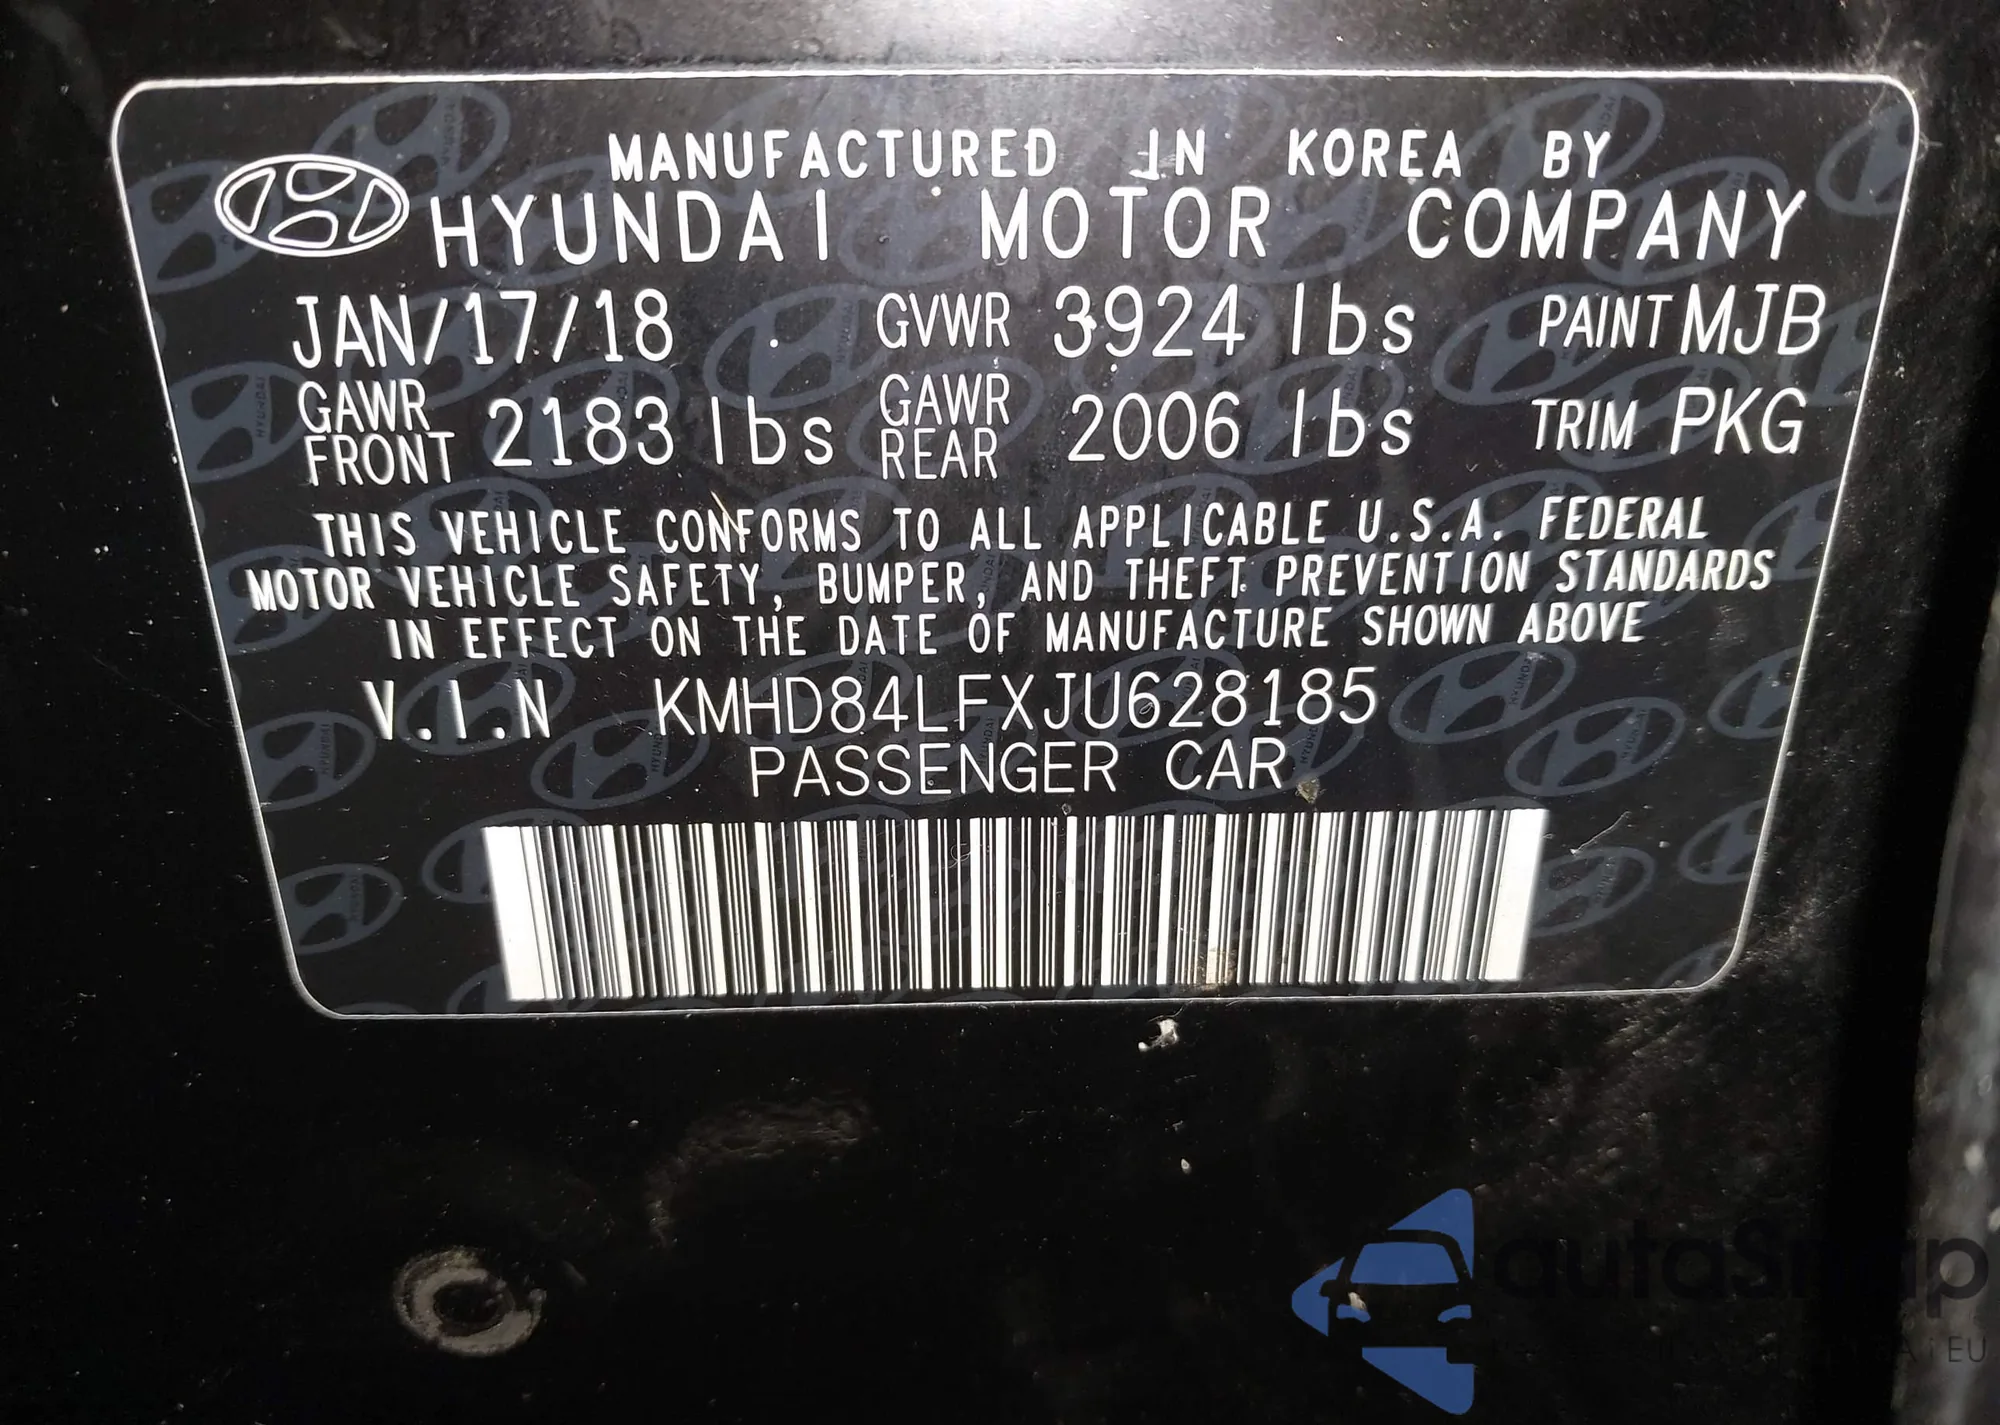 MANUFACTURED IN KOREA BY
HYUNDAI MOTOR COMPANY
JAN/17/18 GVWR 3924 lbs PAINT MJB
GAWR FRONT 2183 lbs GAWR REAR 2006 lbs TRIM PKG
THIS VEHICLE CONFORMS TO ALL APPLICABLE U.S.A. FEDERAL
MOTOR VEHICLE SAFETY, BUMPER, AND THEFT PREVENTION STANDARDS
IN EFFECT ON THE DATE OF MANUFACTURE SHOWN ABOVE
V.I.N KMHD84LFXJU628185
PASSENGER CAR
EU